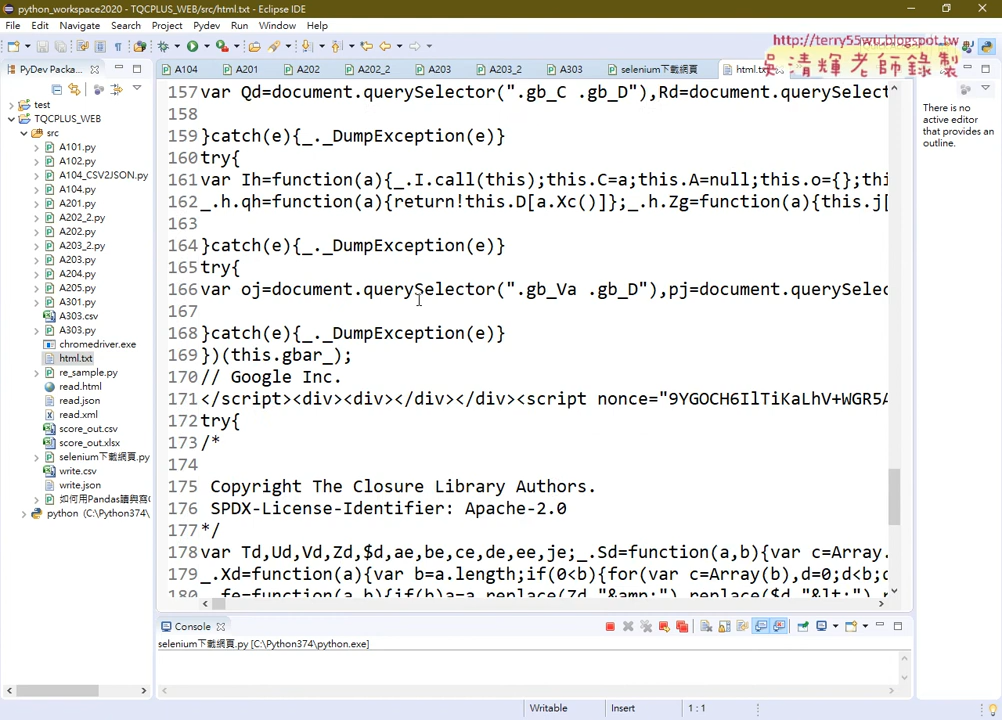 python_workspace2020 - TQCPLUS_WEB/src/html.txt - Eclipse IDE
File Edit Navigate Search Project Pydev Run Window Help
http://terry55wu.blogspot.tw
吳清輝老師錄製
PyDev Packa...
A104 A201 A202 A202_2 A203 A203_2 A303 selenium下載網頁 html.txt
test
TQCPLUS_WEB
src
A101.py
A102.py
A104_CSV2JSON.py
A104.py
A201.py
A202_2.py
A202.py
A203_2.py
A203.py
A204.py
A205.py
A301.py
A303.csv
A303.py
chromedriver.exe
html.txt
re_sample.py
read.html
read.json
read.xml
score_out.csv
score_out.xlsx
selenium下載網頁.py
write.csv
write.json
如何用Pandas讀與寫
python (C:\Python374\
157 var Qd=document.querySelector(".gb_C .gb_D"),Rd=document.querySelec
158
159 }catch(e){_._DumpException(e)}
160 try{
161 var Ih=function(a){_.I.call(this);this.C=a;this.A=null;this.o={};thi
162 _.h.qh=function(a){return!this.D[a.Xc()]};_.h.Zg=function(a){this.j[
163
164 }catch(e){_._DumpException(e)}
165 try{
166 var oj=document.querySelector(".gb_Va .gb_D"),pj=document.querySelec
167
168 }catch(e){_._DumpException(e)}
169 })(this.gbar_);
170 // Google Inc.
171 </script><div><div></div></div><script nonce="9YGOCH6IlTiKaLhV+WGR5A
172 try{
173 /*
174
175 Copyright The Closure Library Authors.
176 SPDX-License-Identifier: Apache-2.0
177 */
178 var Td,Ud,Vd,Zd,$d,ae,be,ce,de,ee,je;_.Sd=function(a,b){var c=Array.
179 _.Xd=function(a){var b=a.length;if(0<b){for(var c=Array(b),d=0;d<b;d
180 _.fe=function(a,b){if(b)a=a.replace(Zd,"&amp;").replace($d,"&lt;")
There is no
active editor
that provides an
outline.
Console
selenium下載網頁.py [C:\Python374\python.exe]
Writable Insert 1 : 1